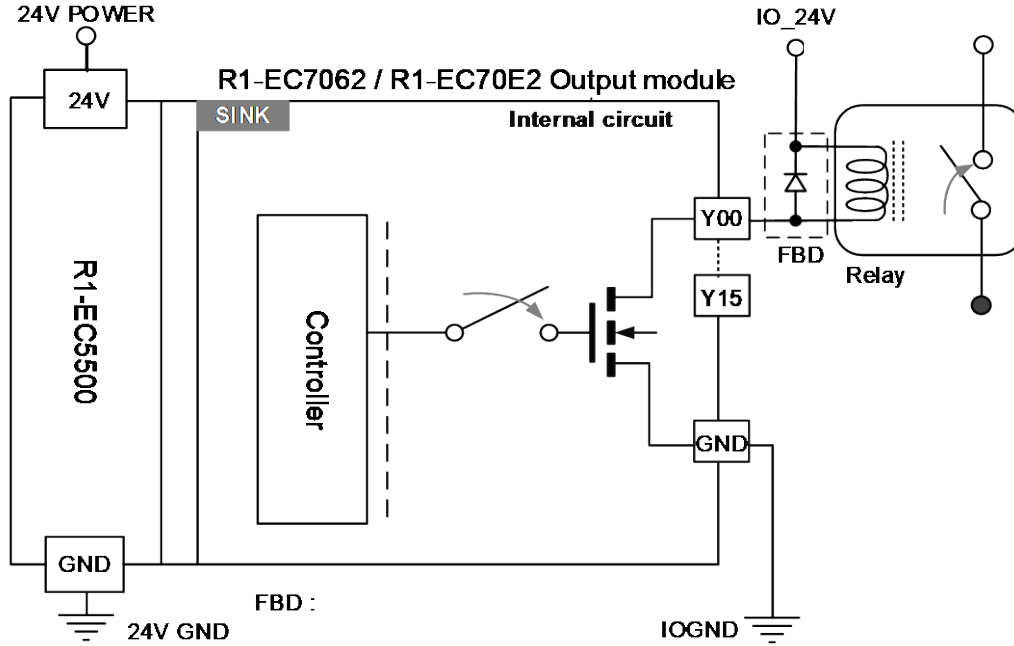 24V POWER
IO_24V
R1-EC7062 / R1-EC70E2 Output module
24V
SINK
Internal circuit
Y00
FBD
Relay
Y15
R1-EC5500
Controller
GND
GND
FBD :
24V GND
IOGND